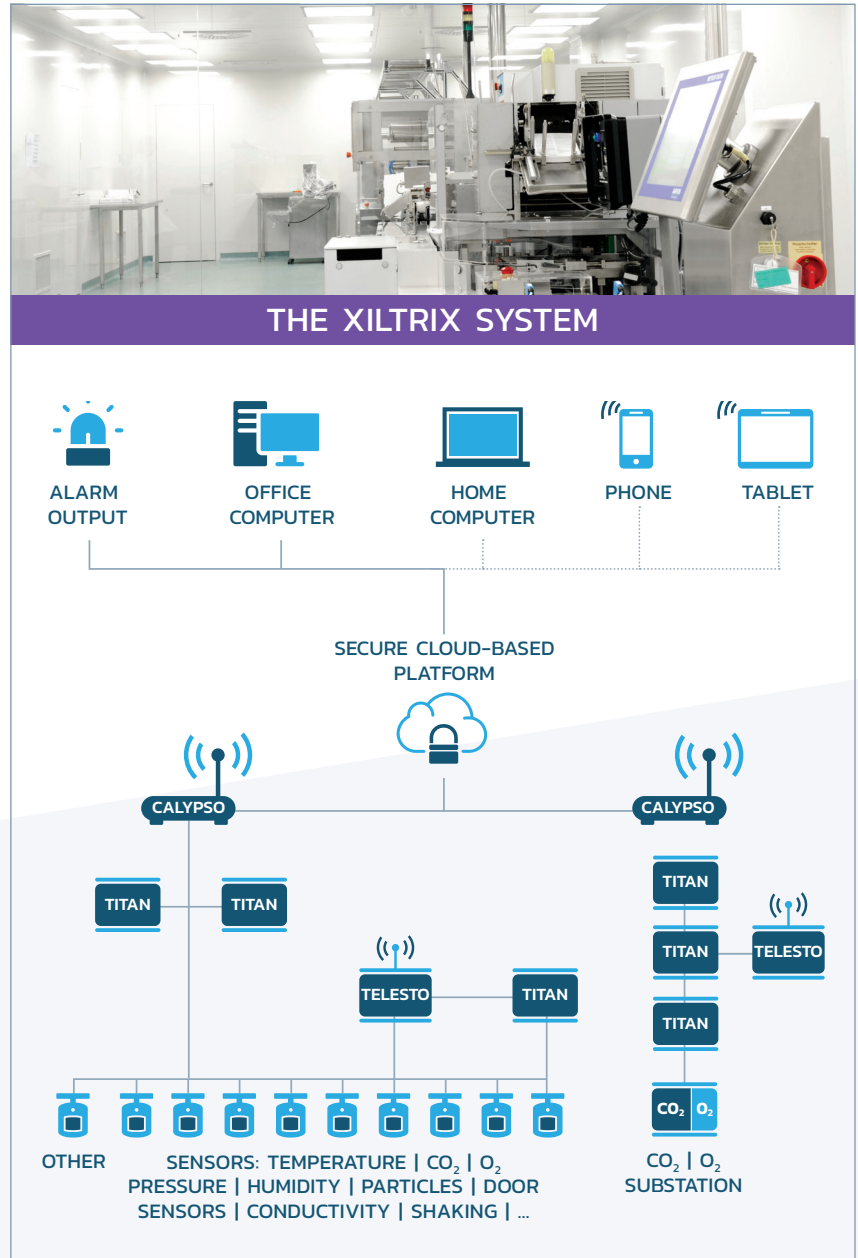 THE XILTRIX SYSTEM
ALARM
OUTPUT
OFFICE
COMPUTER
HOME
COMPUTER
PHONE
TABLET
SECURE CLOUD-BASED
PLATFORM
CALYPSO
CALYPSO
TITAN
TITAN
TELESTO
TITAN
TITAN
TITAN
TELESTO
TITAN
CO₂
O₂
OTHER
SENSORS: TEMPERATURE | CO₂ | O₂
PRESSURE | HUMIDITY | PARTICLES | DOOR
SENSORS | CONDUCTIVITY | SHAKING | ...
CO₂ | O₂
SUBSTATION